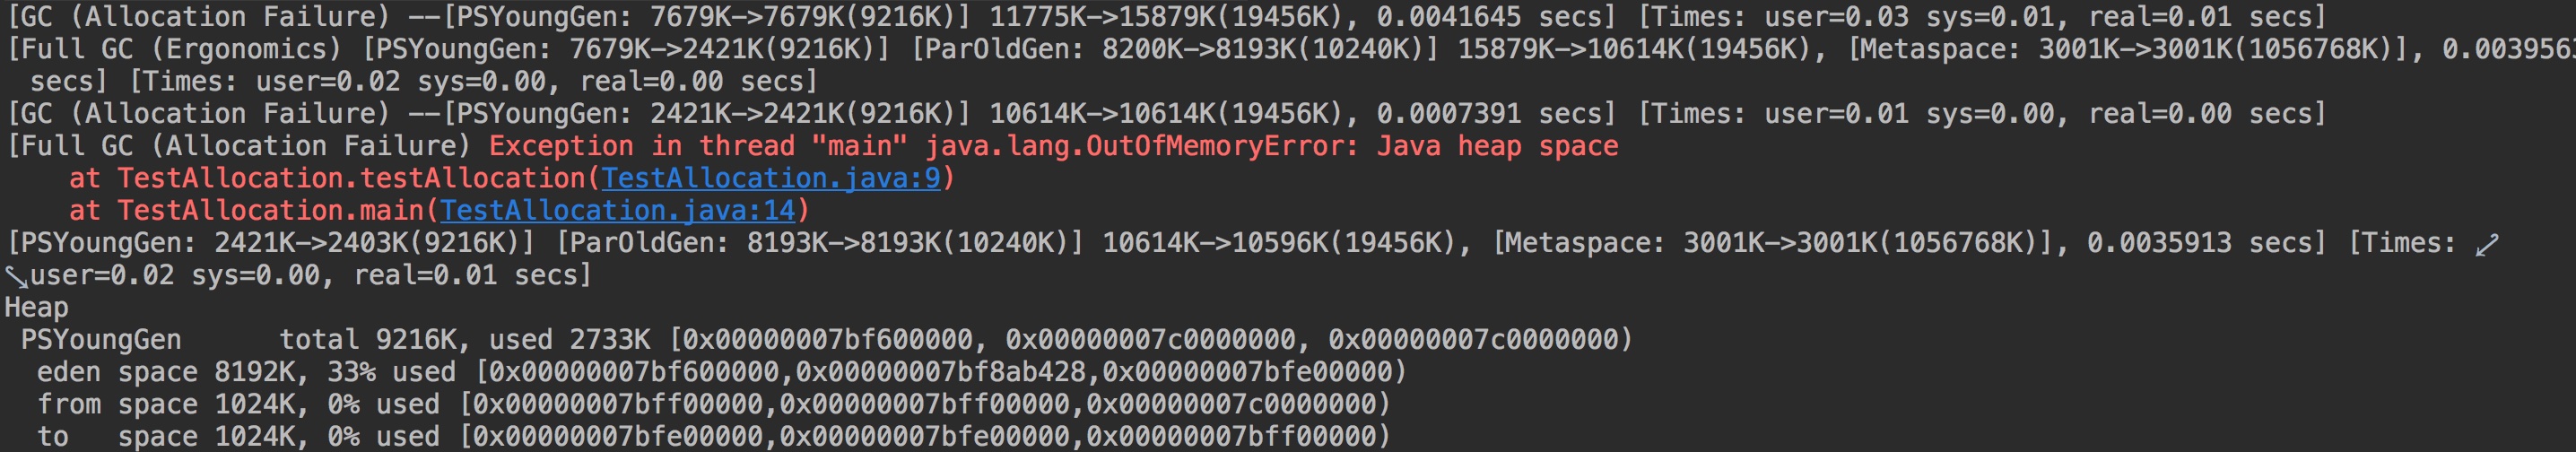 [GC (Allocation Failure) --[PSYoungGen: 7679K->7679K(9216K)] 11775K->15879K(19456K), 0.0041645 secs] [Times: user=0.03 sys=0.01, real=0.01 secs]
[Full GC (Ergonomics) [PSYoungGen: 7679K->2421K(9216K)] [ParOldGen: 8200K->8193K(10240K)] 15879K->10614K(19456K), [Metaspace: 3001K->3001K(1056768K)], 0.003956
secs] [Times: user=0.02 sys=0.00, real=0.00 secs]
[GC (Allocation Failure) --[PSYoungGen: 2421K->2421K(9216K)] 10614K->10614K(19456K), 0.0007391 secs] [Times: user=0.01 sys=0.00, real=0.00 secs]
[Full GC (Allocation Failure) Exception in thread "main" java.lang.OutOfMemoryError: Java heap space
at TestAllocation.testAllocation(TestAllocation.java:9)
at TestAllocation.main(TestAllocation.java:14)
[PSYoungGen: 2421K->2403K(9216K)] [ParOldGen: 8193K->8193K(10240K)] 10614K->10596K(19456K), [Metaspace: 3001K->3001K(1056768K)], 0.0035913 secs] [Times:
user=0.02 sys=0.00, real=0.01 secs]
Heap
PSYoungGen      total 9216K, used 2733K [0x00000007bf600000, 0x00000007c0000000, 0x00000007c0000000)
eden space 8192K, 33% used [0x00000007bf600000,0x00000007bf8ab428,0x00000007bfe00000)
from space 1024K, 0% used [0x00000007bff00000,0x00000007bff00000,0x00000007c0000000)
to   space 1024K, 0% used [0x00000007bfe00000,0x00000007bfe00000,0x00000007bff00000)